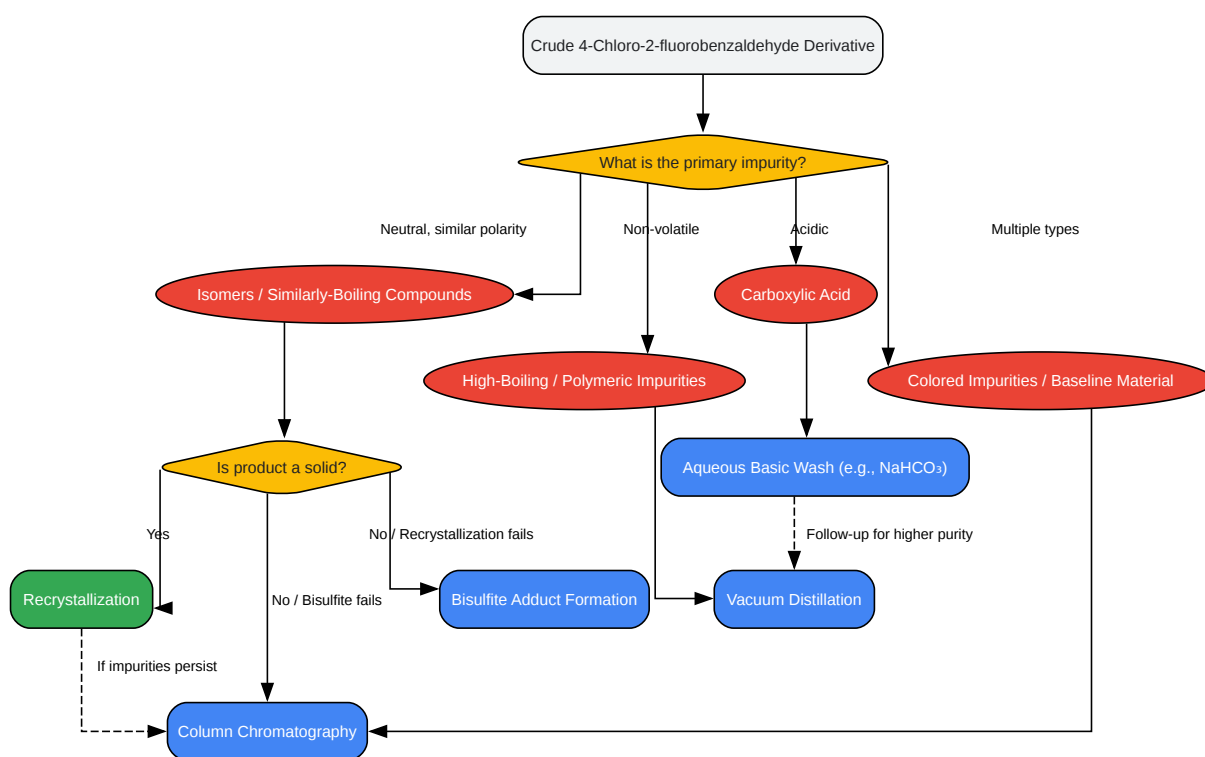 Crude 4-Chloro-2-fluorobenzaldehyde Derivative
What is the primary impurity?
Neutral, similar polarity
Non-volatile
Acidic
Multiple types
Isomers / Similarly-Boiling Compounds
Carboxylic Acid
High-Boiling / Polymeric Impurities
Colored Impurities / Baseline Material
Is product a solid?
Aqueous Basic Wash (e.g., NaHCO₃)
Yes
No / Recrystallization fails
Follow-up for higher purity
Recrystallization
No / Bisulfite fails
Bisulfite Adduct Formation
Vacuum Distillation
If impurities persist
Column Chromatography